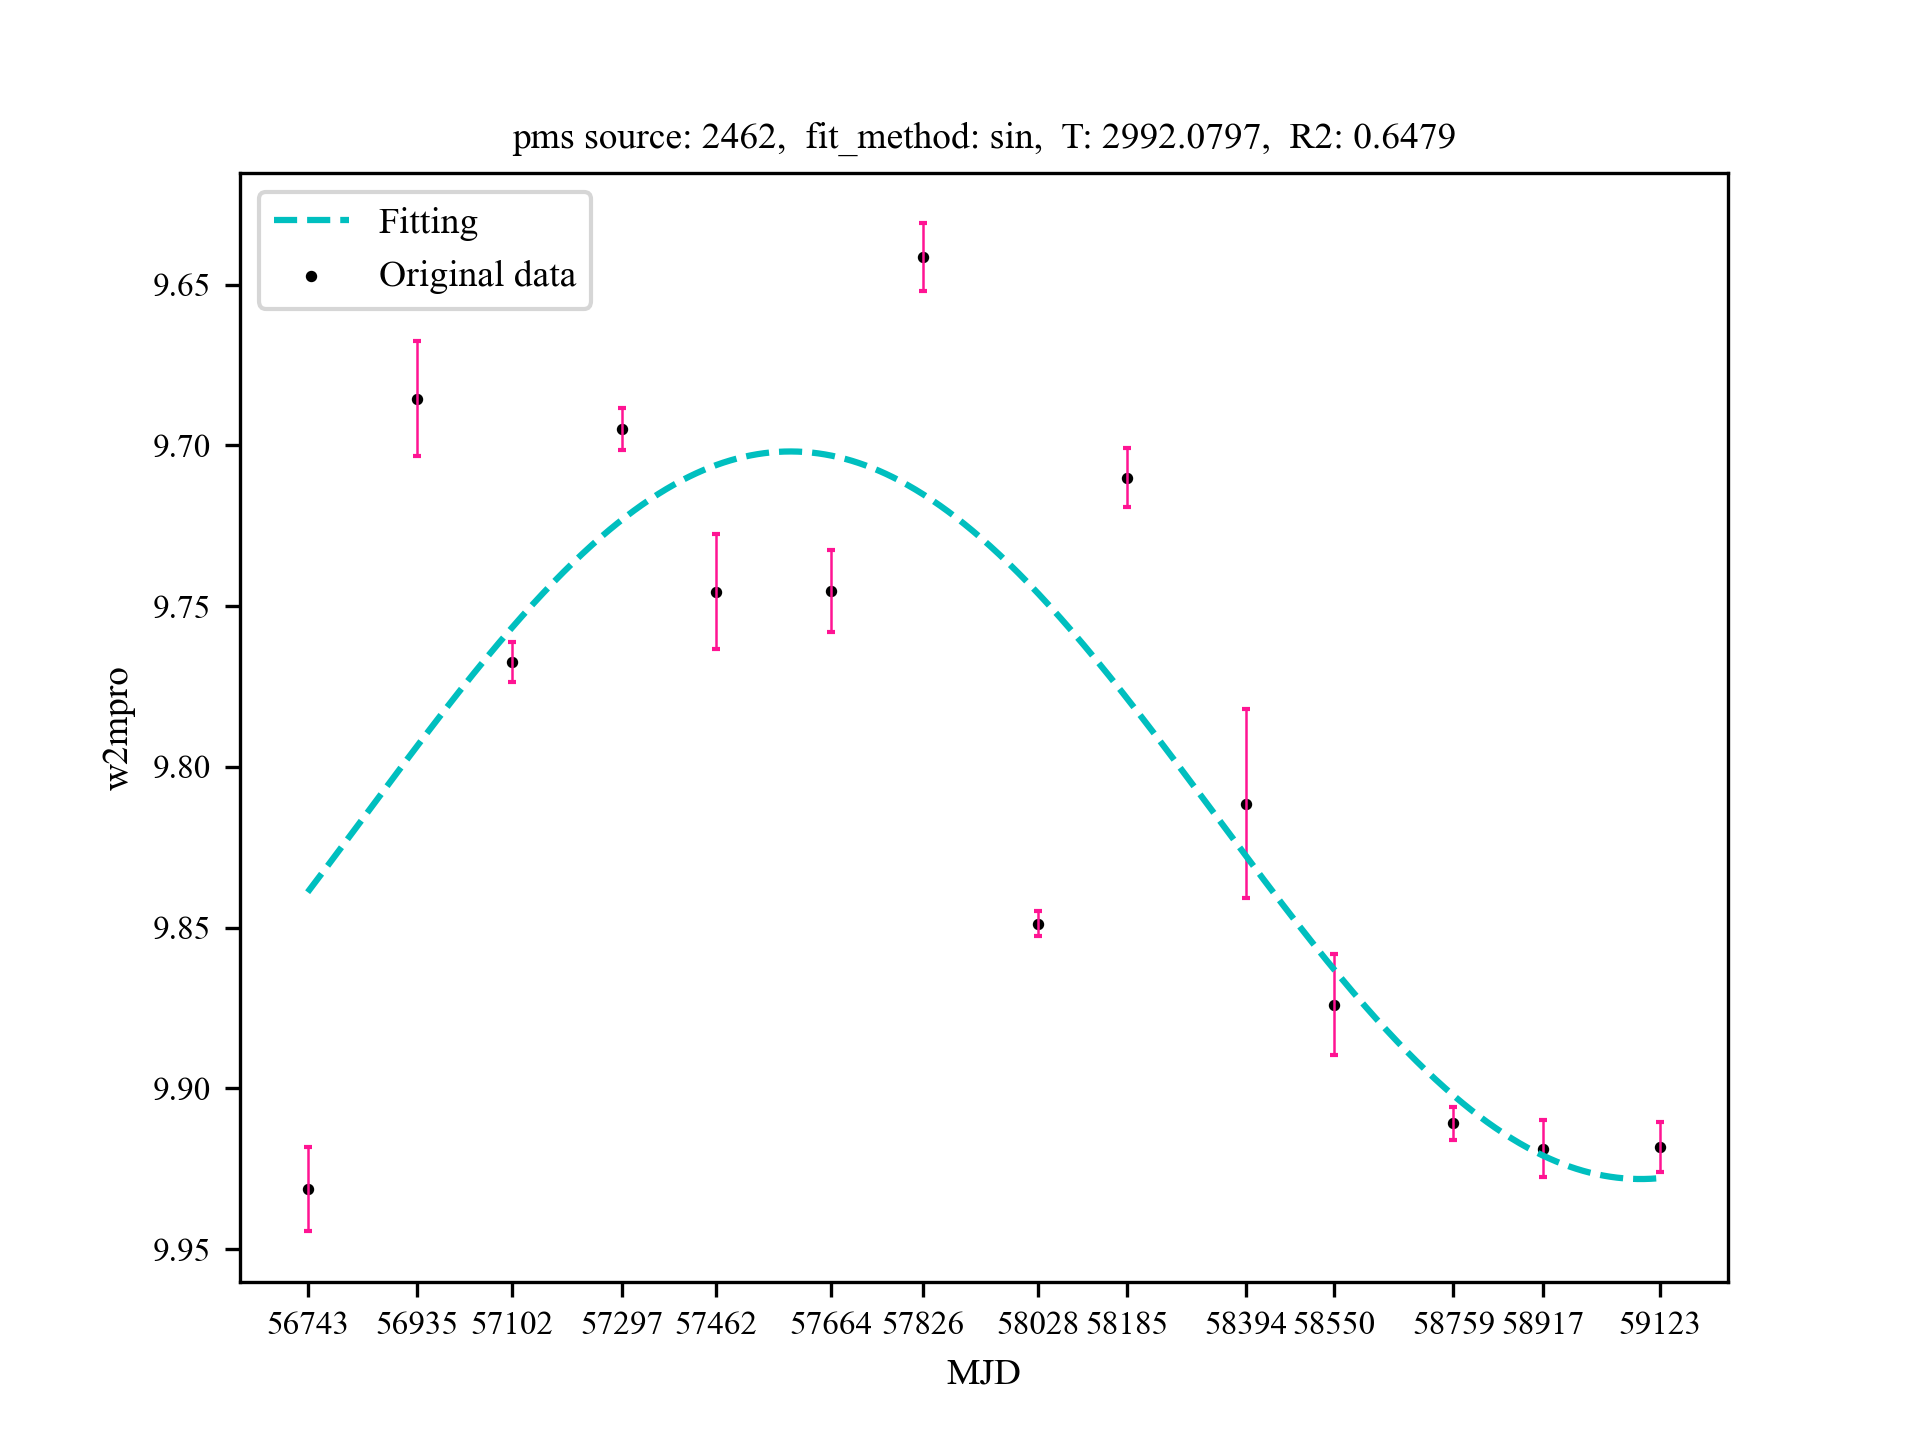 pms source: 2462, fit_method: sin, T: 2992.0797, R2: 0.6479
Fitting
Original data
9.65
9.70
9.75
9.80
9.85
9.90
9.95
w2mpro
56743 56935 57102 57297 57462 57664 57826 58028 58185 58394 58550 58759 58917 59123
MJD